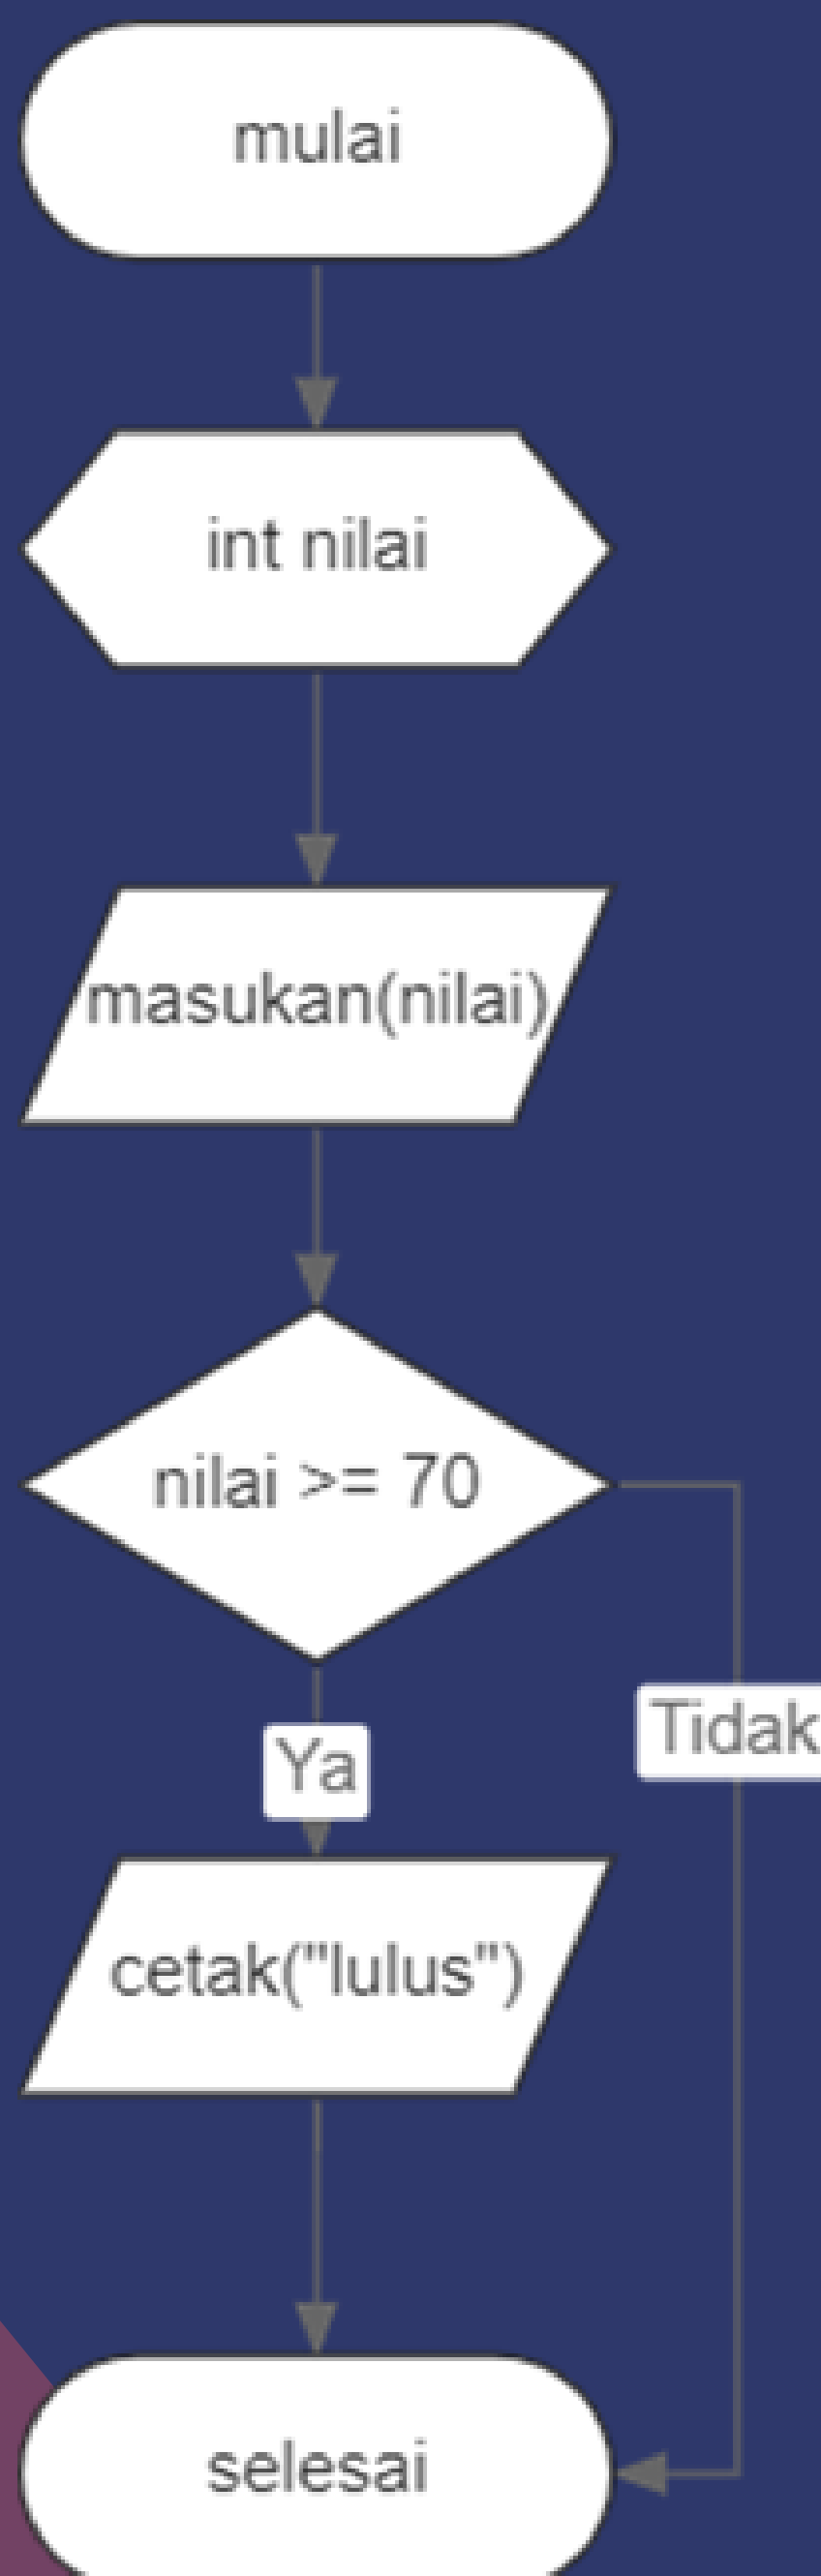 mulai
int nilai
masukan(nilai)
nilai >= 70
Ya
Tidak
cetak("lulus")
selesai